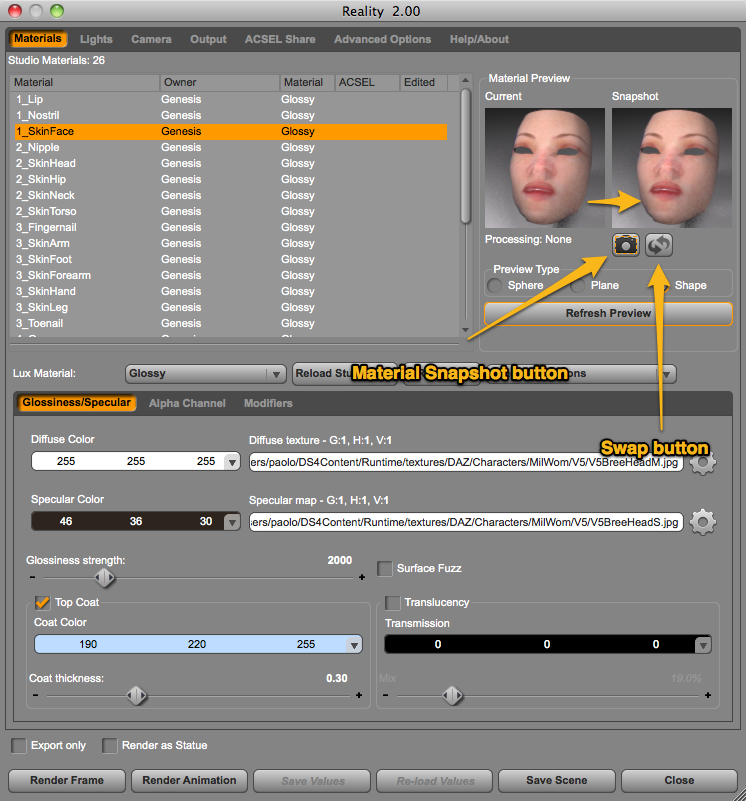 Reality 2.00
Materials Lights Camera Output ACSEL Share Advanced Options Help/About
Studio Materials: 26
Material Owner Material ACSEL Edited
1_Lip Genesis Glossy
1_Nostril Genesis Glossy
1_SkinFace Genesis Glossy
2_Nipple Genesis Glossy
2_SkinHead Genesis Glossy
2_SkinHip Genesis Glossy
2_SkinNeck Genesis Glossy
2_SkinTorso Genesis Glossy
3_Fingernail Genesis Glossy
3_SkinArm Genesis Glossy
3_SkinFoot Genesis Glossy
3_SkinForearm Genesis Glossy
3_SkinHand Genesis Glossy
3_SkinLeg Genesis Glossy
3_Toenail Genesis Glossy
Material Preview
Current Snapshot
Processing: None
Preview Type
Sphere Plane Shape
Refresh Preview
Lux Material: Glossy Reload
Material Snapshot button
Swap button
Glossiness/Specular Alpha Channel Modifiers
Diffuse Color Diffuse texture - G:1, H:1, V:1
255 255 255 ers/paolo/DS4Content/Runtime/textures/DAZ/Characters/MilWom/V5/V5BreeHeadM.jpg
Specular Color Specular map - G:1, H:1, V:1
46 36 30 sers/paolo/DS4Content/Runtime/textures/DAZ/Characters/MilWom/V5/V5BreeHeadS.jpg
Glossiness strength: 2000
- +
Surface Fuzz
Top Coat
Coat Color
190 220 255
Coat thickness: 0.30
- +
Translucency
Transmission
0 0 0
Mix 19.0%
- +
Export only Render as Statue
Render Frame Render Animation Save Values Re-load Values Save Scene Close